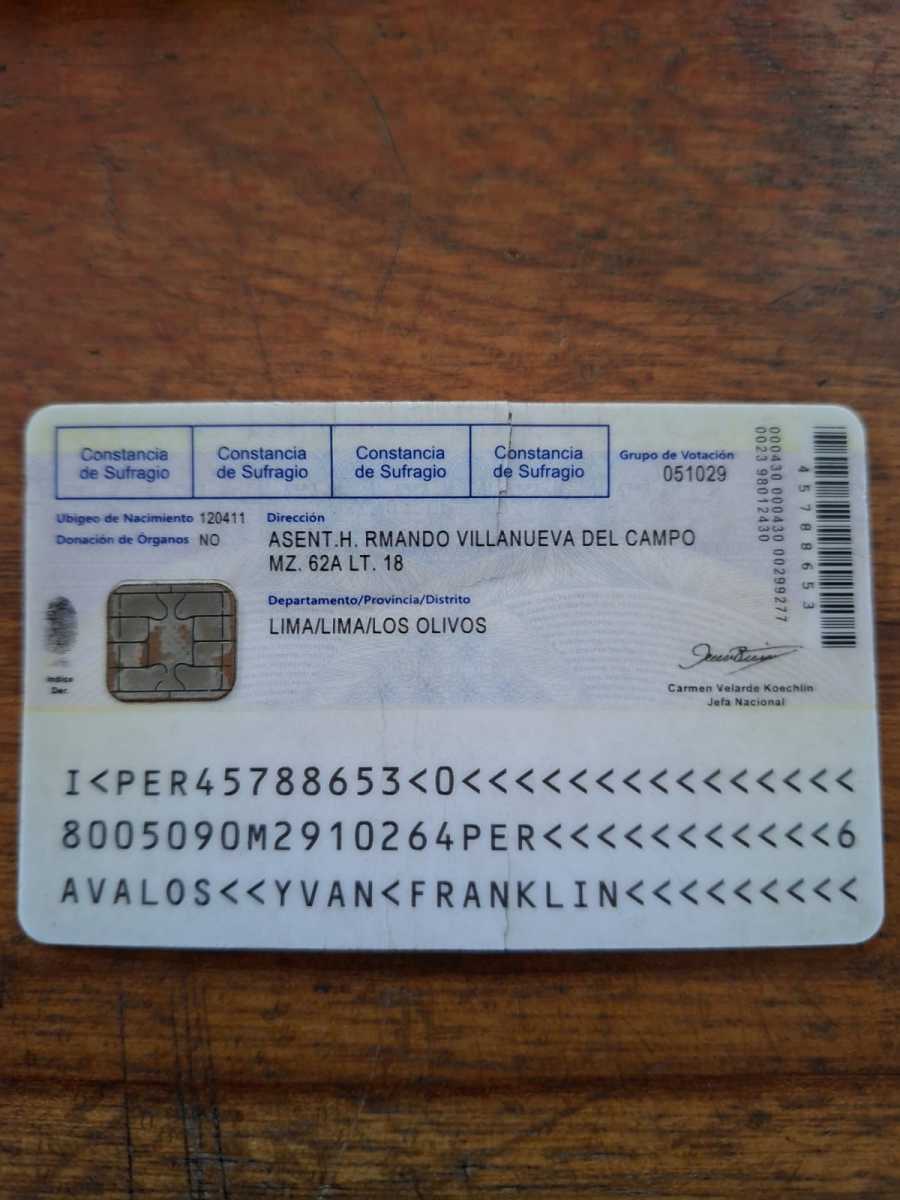 Constancia de Sufragio
Constancia de Sufragio
Constancia de Sufragio
Constancia de Sufragio
Grupo de Votación
051029
Ubigeo de Nacimiento 120411
Donación de Órganos NO
Dirección
ASENT.H. RMANDO VILLANUEVA DEL CAMPO
MZ. 62A LT. 18
Departamento/Provincia/Distrito
LIMA/LIMA/LOS OLIVOS
Indice
Der.
000430 000430 00299277
0023 98012430
45788653
Carmen Velarde Koechlin
Jefa Nacional
I<PER45788653<0<<<<<<<<<<<<<<<
8005090M2910264PER<<<<<<<<<<<6
AVALOS<<YVAN<FRANKLIN<<<<<<<<<